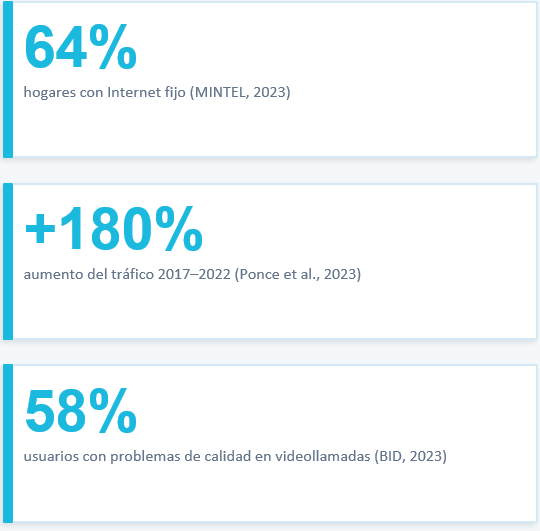 64%
hogares con Internet fijo (MINTEL, 2023)
+180%
aumento del tráfico 2017–2022 (Ponce et al., 2023)
58%
usuarios con problemas de calidad en videollamadas (BID, 2023)